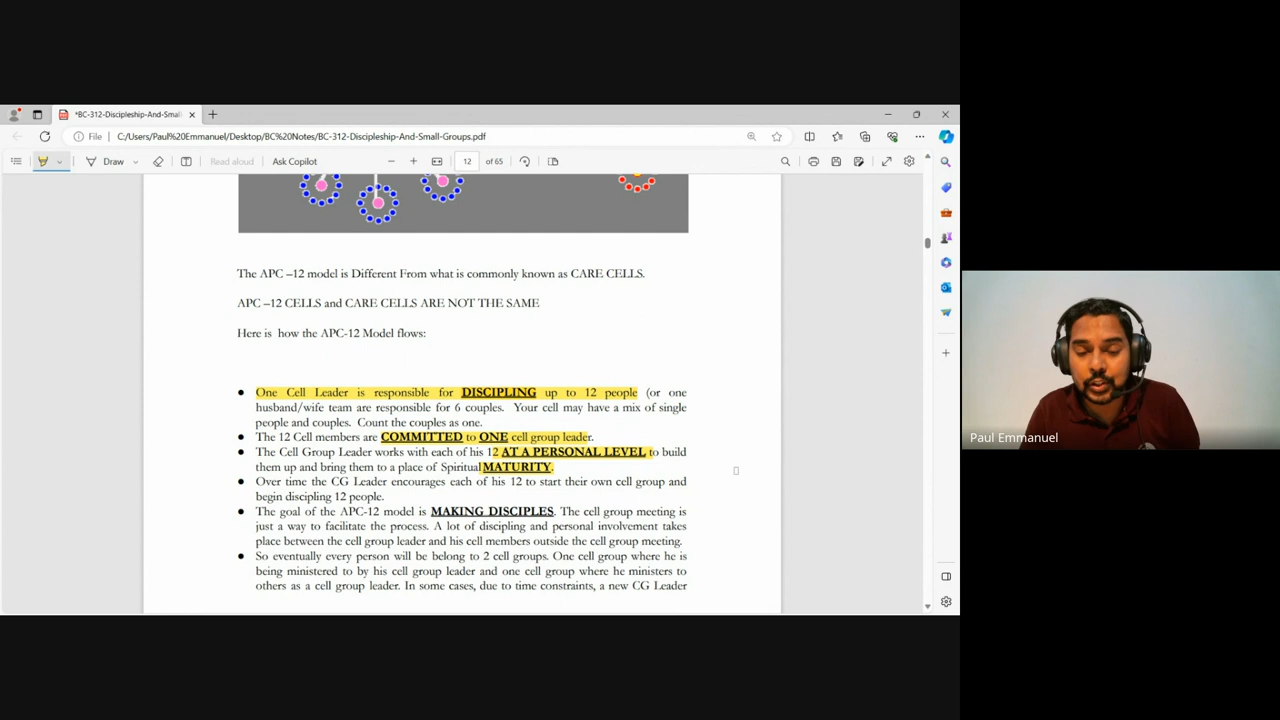 *BC-312-Discipleship-And-Smal
File
C:/Users/Paul%20Emmanuel/Desktop/BC%20Notes/BC-312-Discipleship-And-Small-Groups.pdf
Draw
Read aloud
Ask Copilot
12 of 65
The APC –12 model is Different From what is commonly known as CARE CELLS.
APC –12 CELLS and CARE CELLS ARE NOT THE SAME
Here is how the APC-12 Model flows:
● One Cell Leader is responsible for DISCIPLING up to 12 people (or one
husband/wife team are responsible for 6 couples. Your cell may have a mix of single
people and couples. Count the couples as one.
● The 12 Cell members are COMMITTED to ONE cell group leader.
● The Cell Group Leader works with each of his 12 AT A PERSONAL LEVEL to build
them up and bring them to a place of Spiritual MATURITY.
● Over time the CG Leader encourages each of his 12 to start their own cell group and
begin discipling 12 people.
● The goal of the APC-12 model is MAKING DISCIPLES. The cell group meeting is
just a way to facilitate the process. A lot of discipling and personal involvement takes
place between the cell group leader and his cell members outside the cell group meeting.
● So eventually every person will be belong to 2 cell groups. One cell group where he is
being ministered to by his cell group leader and one cell group where he ministers to
others as a cell group leader. In some cases, due to time constraints, a new CG Leader
Paul Emmanuel